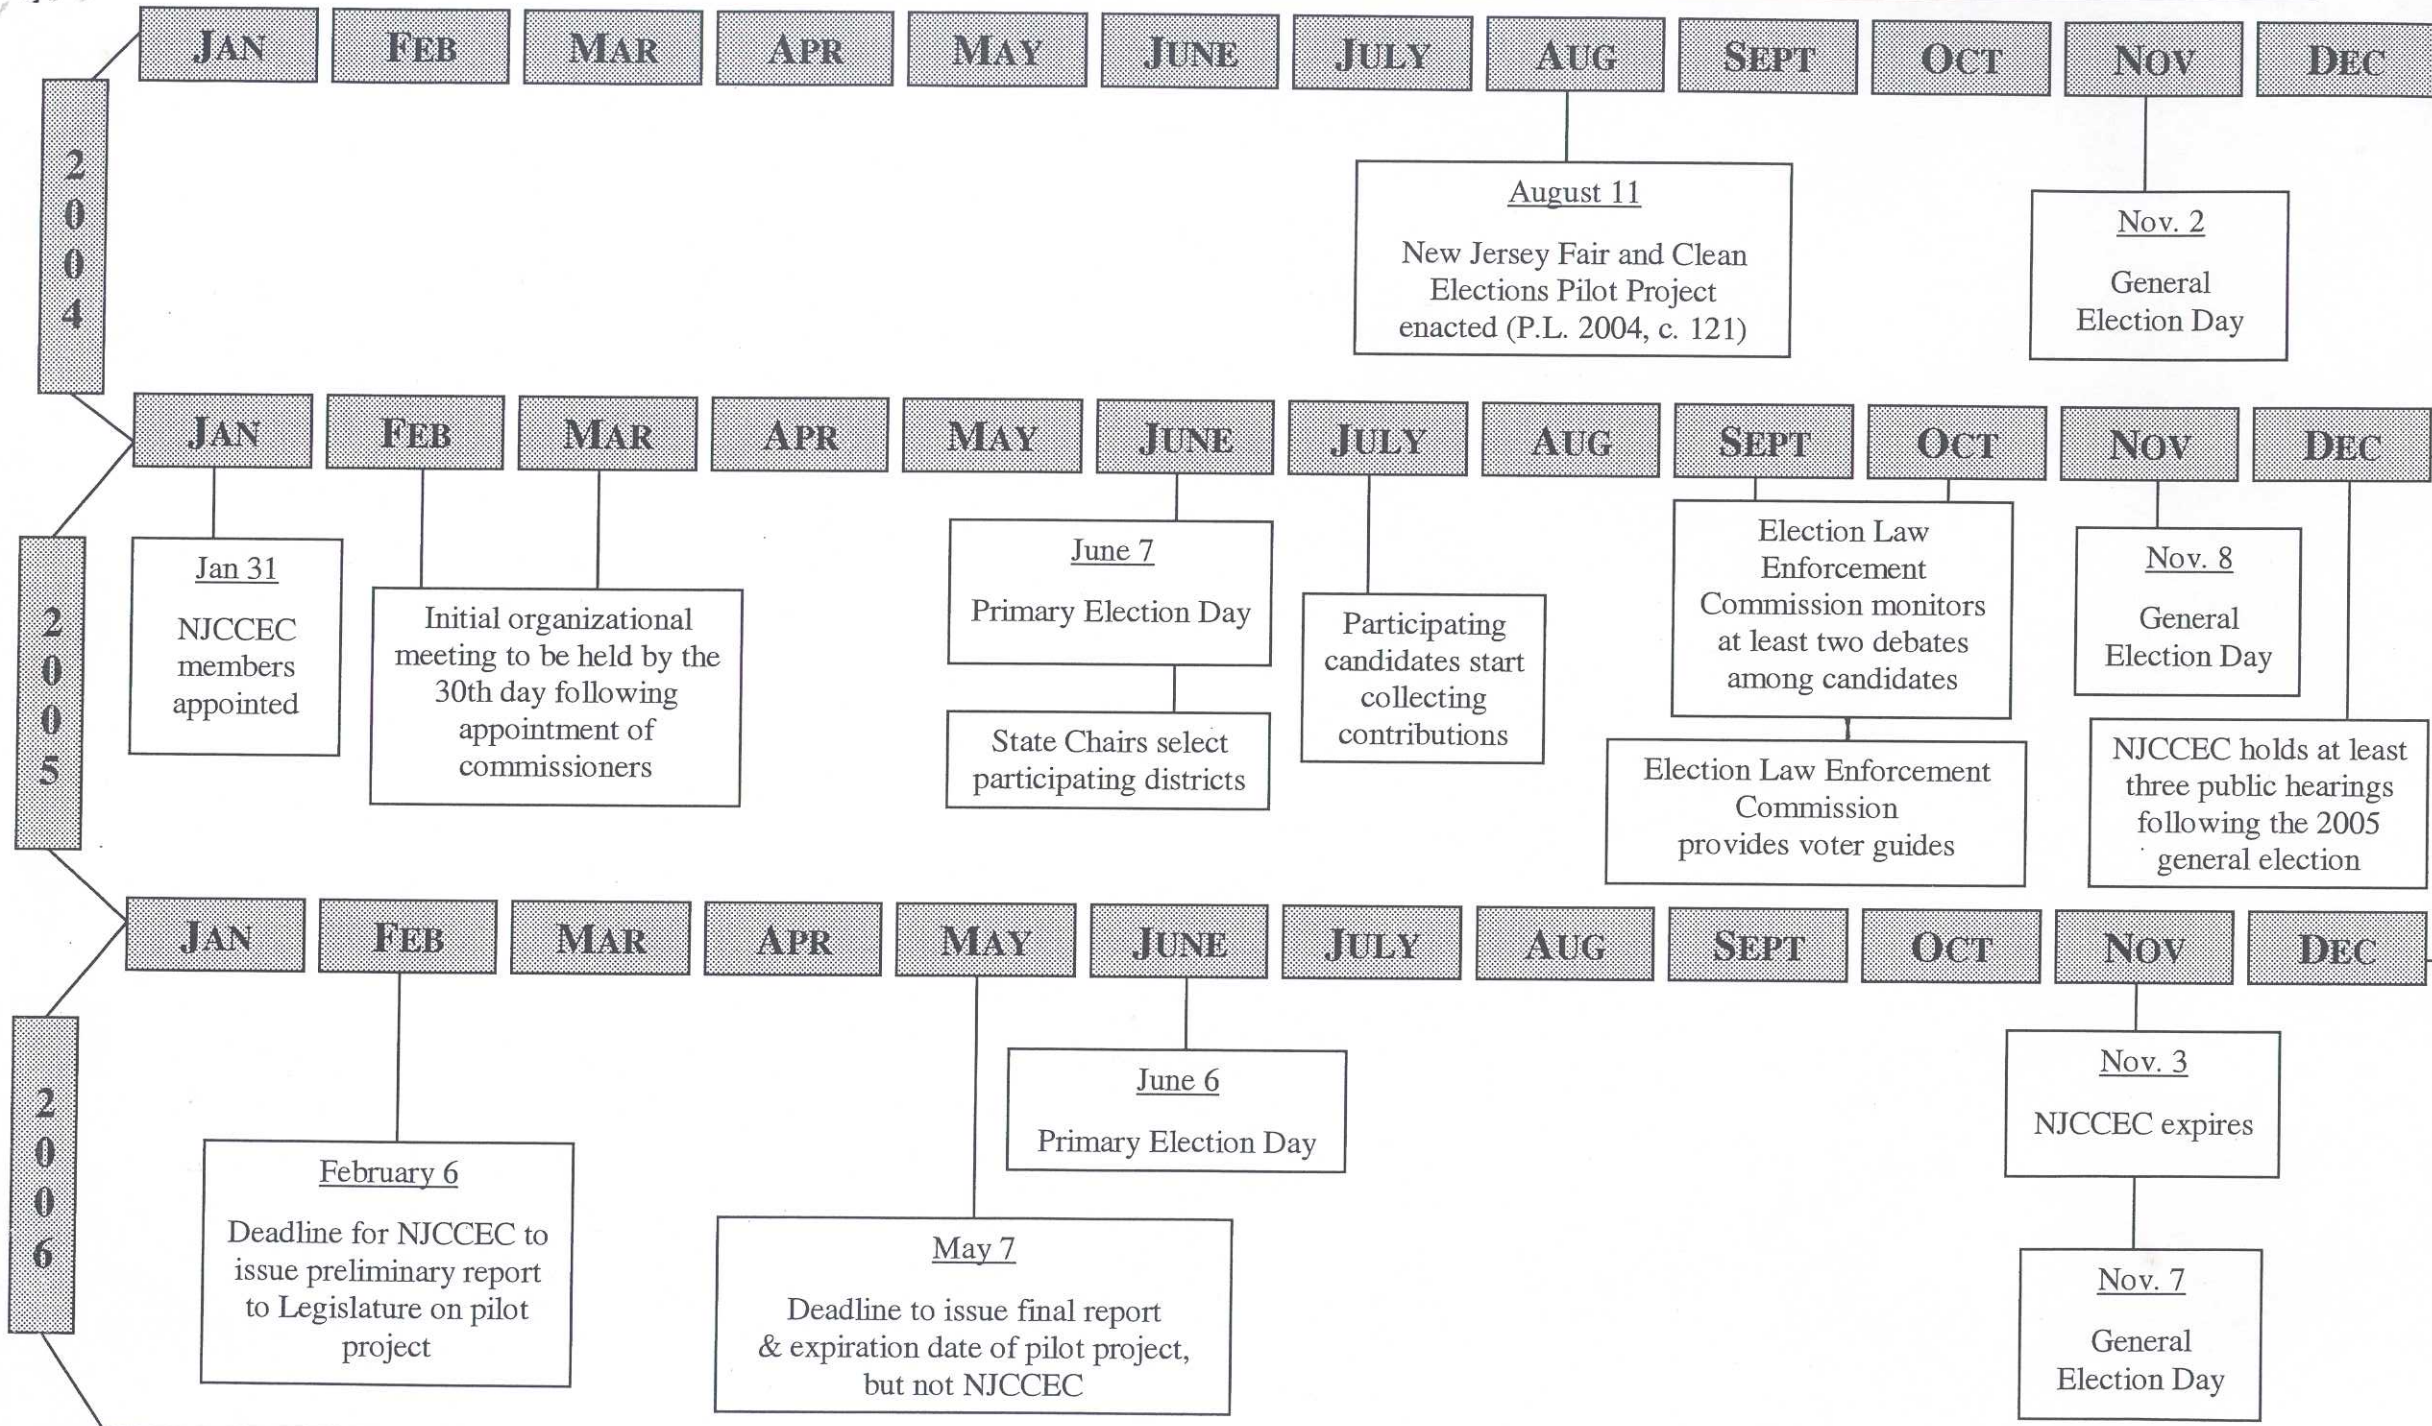 JAN FEB MAR APR MAY JUNE JULY AUG SEPT OCT NOV DEC
2004
August 11
New Jersey Fair and Clean
Elections Pilot Project
enacted (P.L. 2004, c. 121)
Nov. 2
General
Election Day
JAN FEB MAR APR MAY JUNE JULY AUG SEPT OCT NOV DEC
2005
Jan 31
NJCCEC
members
appointed
Initial organizational
meeting to be held by the
30th day following
appointment of
commissioners
June 7
Primary Election Day
State Chairs select
participating districts
Participating
candidates start
collecting
contributions
Election Law
Enforcement
Commission monitors
at least two debates
among candidates
Election Law Enforcement
Commission
provides voter guides
Nov. 8
General
Election Day
NJCCEC holds at least
three public hearings
following the 2005
general election
JAN FEB MAR APR MAY JUNE JULY AUG SEPT OCT NOV DEC
2006
February 6
Deadline for NJCCEC to
issue preliminary report
to Legislature on pilot
project
May 7
Deadline to issue final report
& expiration date of pilot project,
but not NJCCEC
June 6
Primary Election Day
Nov. 3
NJCCEC expires
Nov. 7
General
Election Day